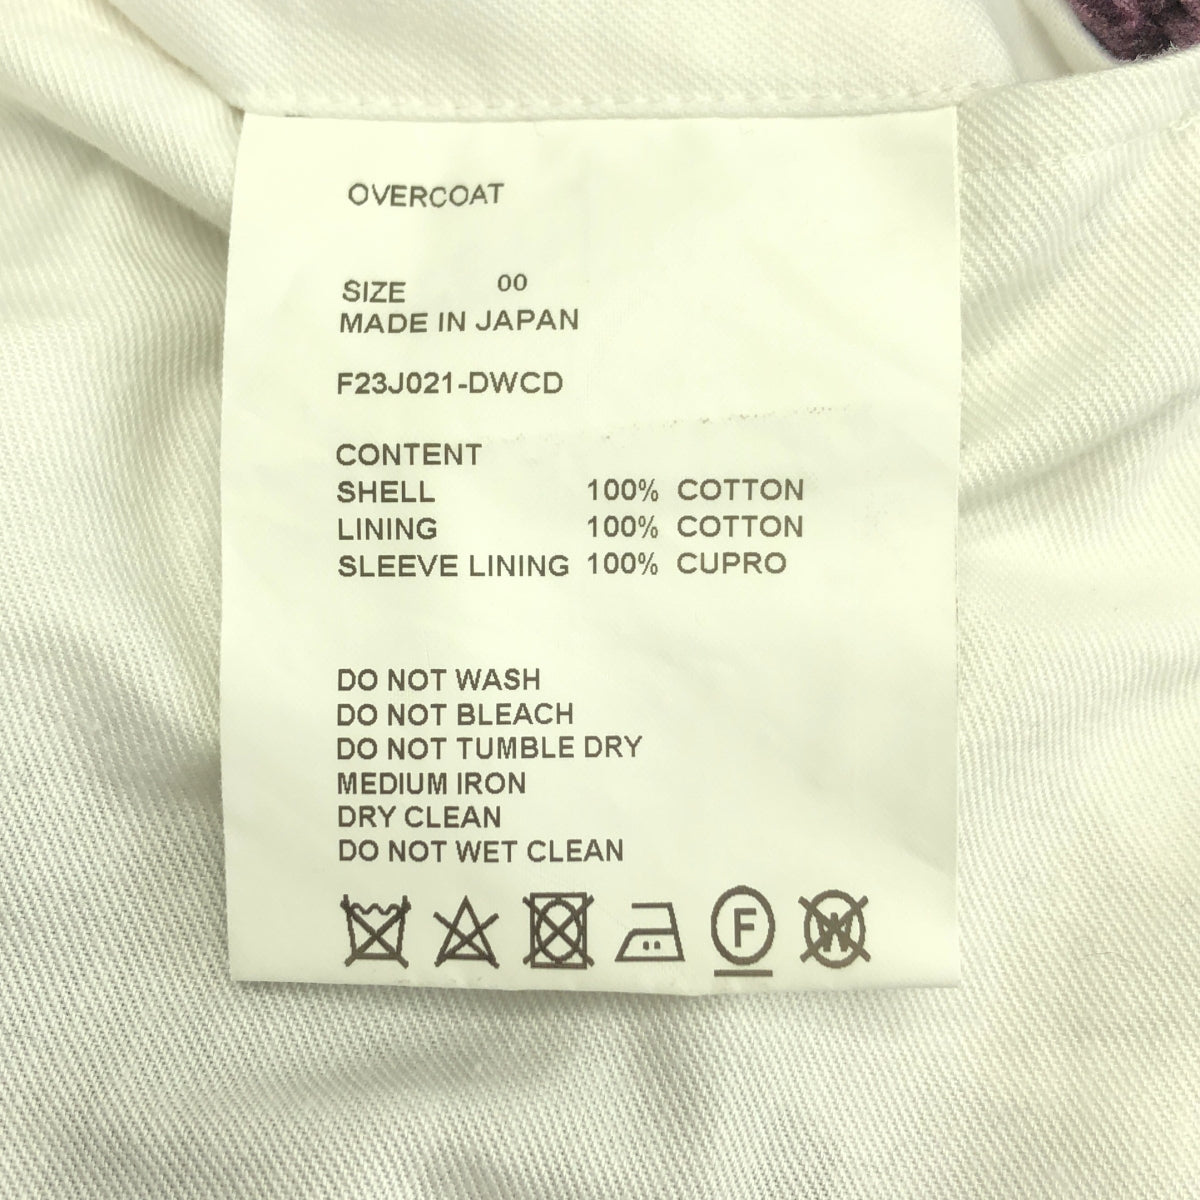 OVERCOAT
SIZE 00
MADE IN JAPAN
F23J021-DWCD
CONTENT
SHELL 100% COTTON
LINING 100% COTTON
SLEEVE LINING 100% CUPRO
DO NOT WASH
DO NOT BLEACH
DO NOT TUMBLE DRY
MEDIUM IRON
DRY CLEAN
DO NOT WET CLEAN
F W